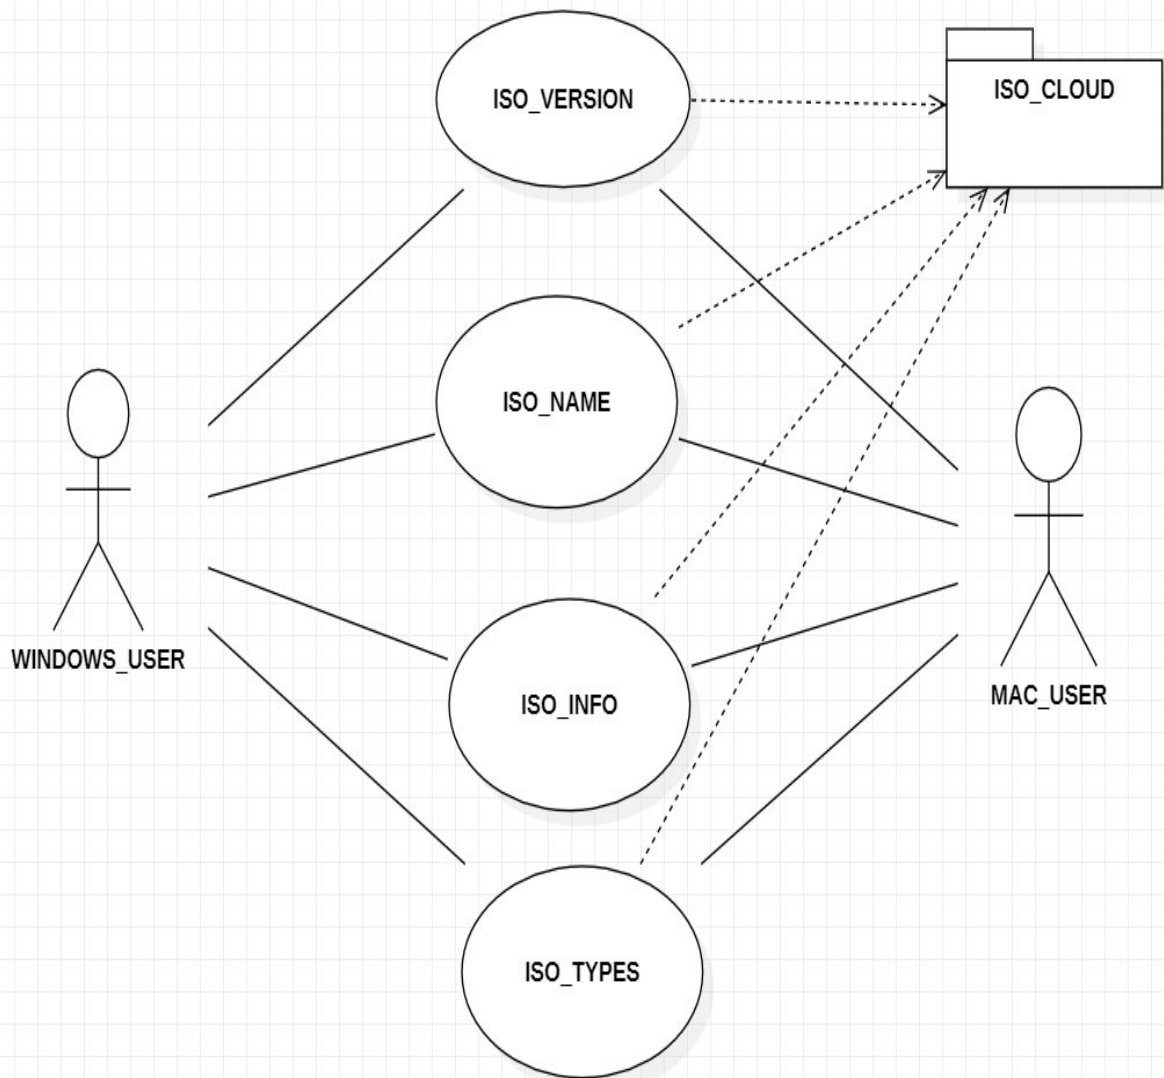 ISO_VERSION
ISO_CLOUD
ISO_NAME
WINDOWS_USER
MAC_USER
ISO_INFO
ISO_TYPES